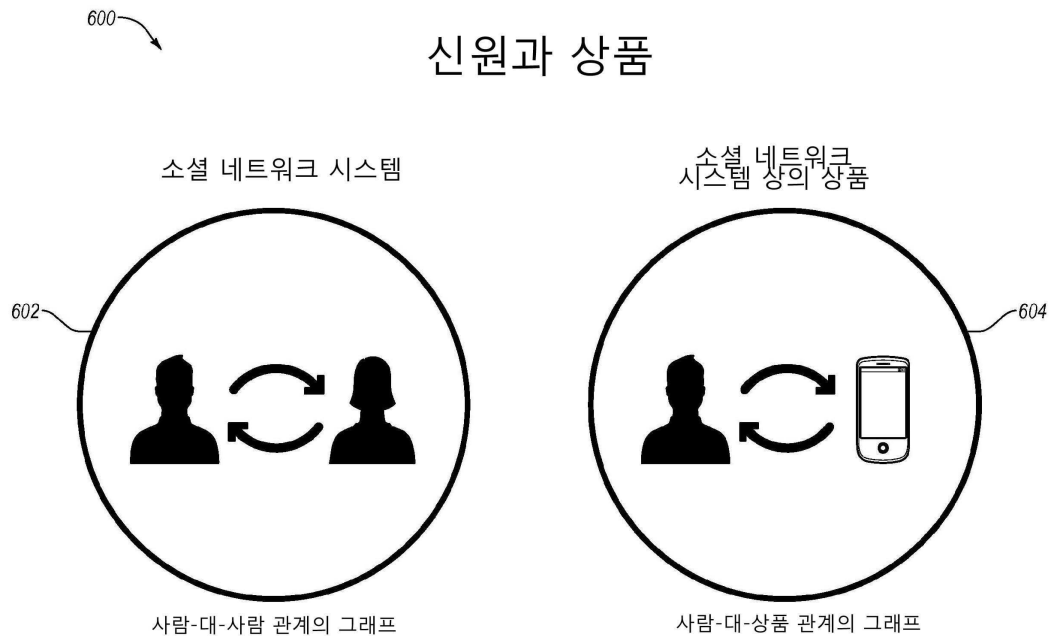 600
신원과 상품
소셜 네트워크 시스템
소셜 네트워크
시스템 상의 상품
602
604
사람-대-사람 관계의 그래프
사람-대-상품 관계의 그래프